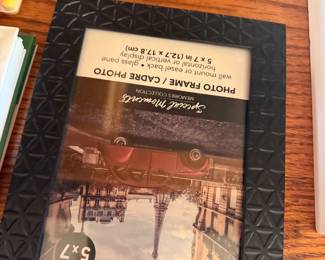 Special Moments
MEMORIES COLLECTION
PHOTO FRAME / CADRE PHOTO
5 x 7 in (12.7 x 17.8 cm)
horizontal or vertical display
wall mount or easel back • glass pane
5x7